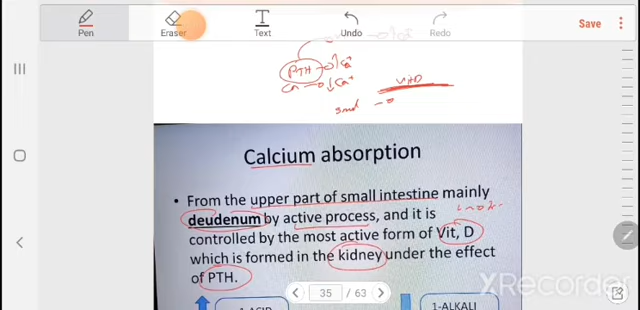 Pen
Eraser
Text
Undo
Redo
Save
PTH
Vit D
Calcium absorption
• From the upper part of small intestine mainly
deudenum by active process, and it is
controlled by the most active form of Vit, D
which is formed in the kidney under the effect
of PTH.
35 / 63
1-ACID
1-ALKALI
XRecorder